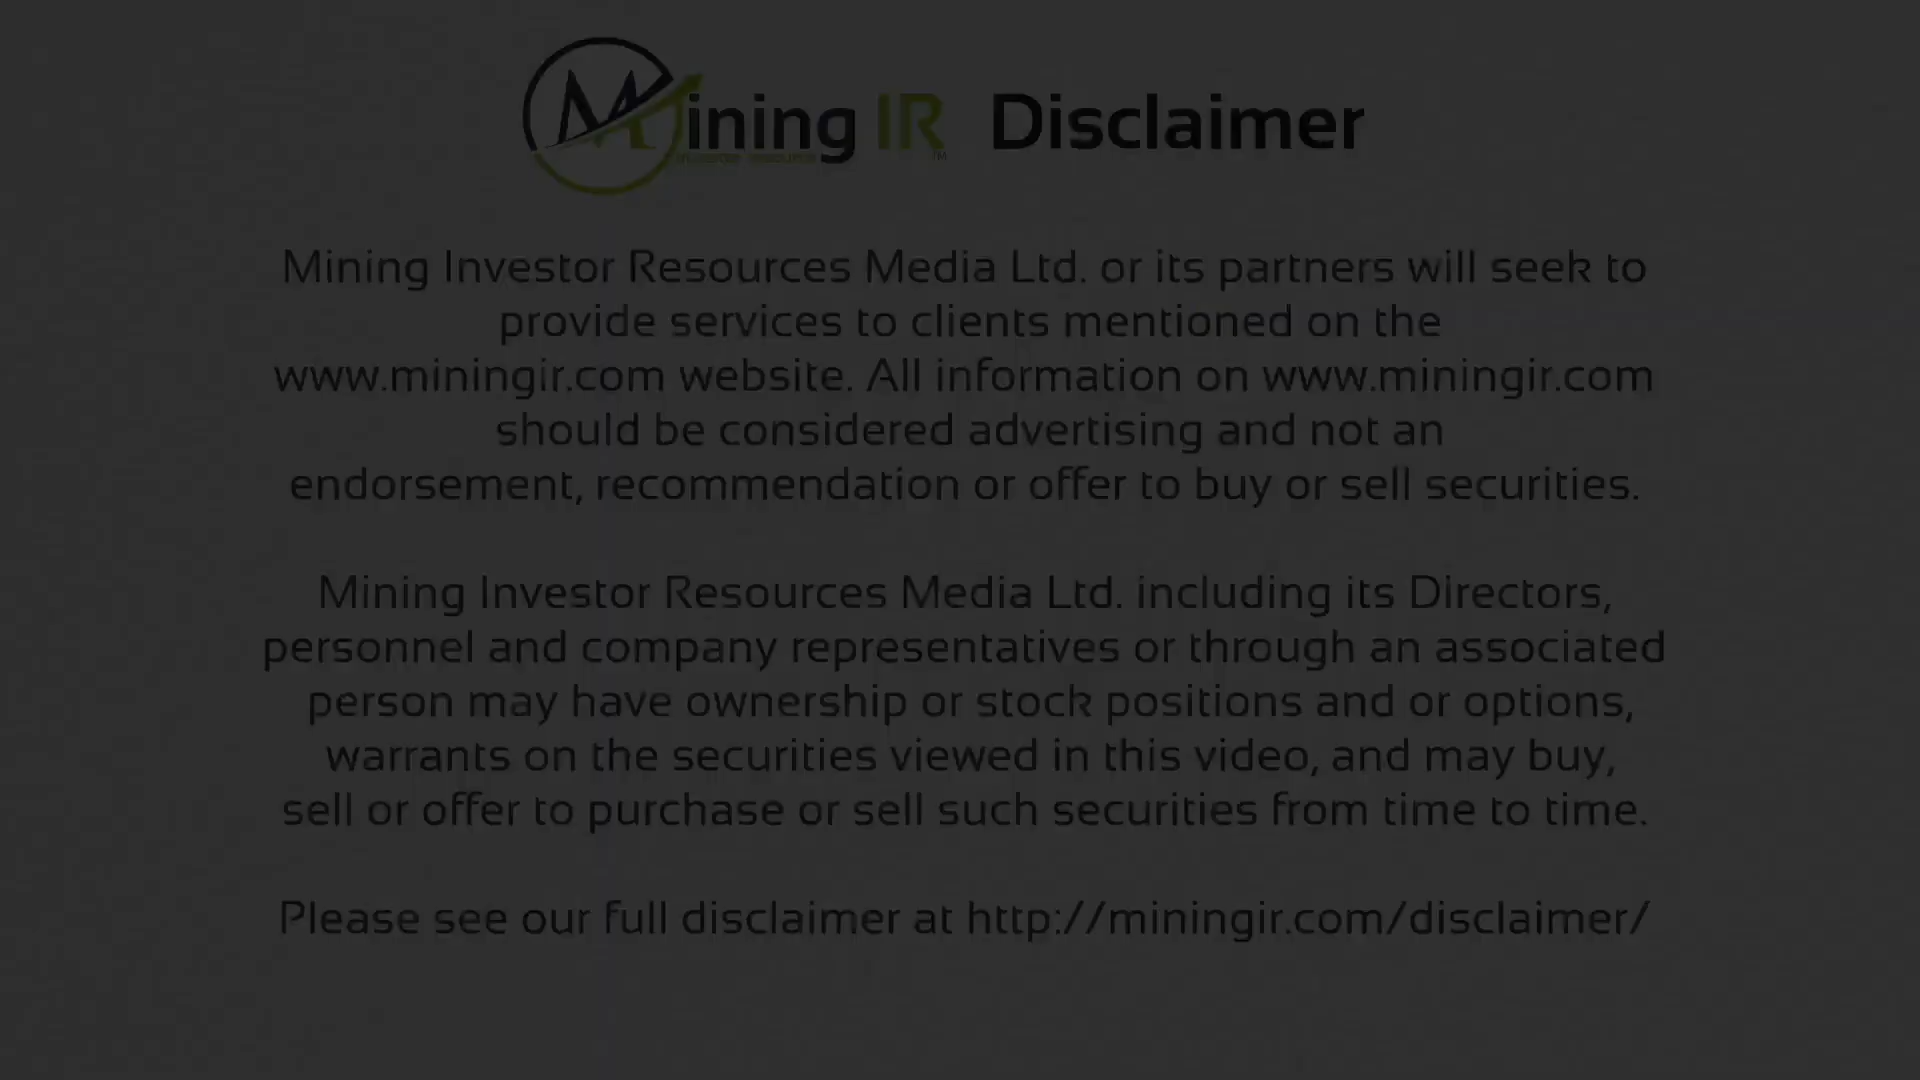 Mining IR Disclaimer
TM
Mining Investor Resources Media Ltd. or its partners will seek to
provide services to clients mentioned on the
www.miningir.com website. All information on www.miningir.com
should be considered advertising and not an
endorsement, recommendation or offer to buy or sell securities.
Mining Investor Resources Media Ltd. including its Directors,
personnel and company representatives or through an associated
person may have ownership or stock positions and or options,
warrants on the securities viewed in this video, and may buy,
sell or offer to purchase or sell such securities from time to time.
Please see our full disclaimer at http://miningir.com/disclaimer/